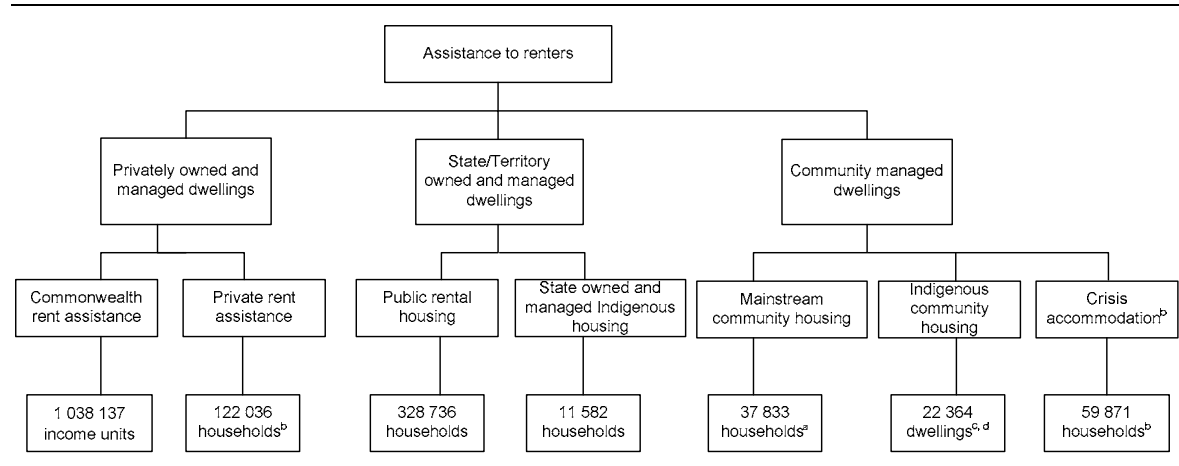 Assistance to renters
Privately owned and
managed dwellings
State/Territory
owned and managed
dwellings
Community managed
dwellings
Commonwealth
rent assistance
Private rent
assistance
Public rental
housing
State owned and
managed Indigenous
housing
Mainstream
community housing
Indigenous
community
housing
Crisis
accommodationᵇ
1 038 137
income units
122 036
householdsᵇ
328 736
households
11 582
households
37 833
householdsᵃ
22 364
dwellingsᶜ, ᵈ
59 871
householdsᵇ